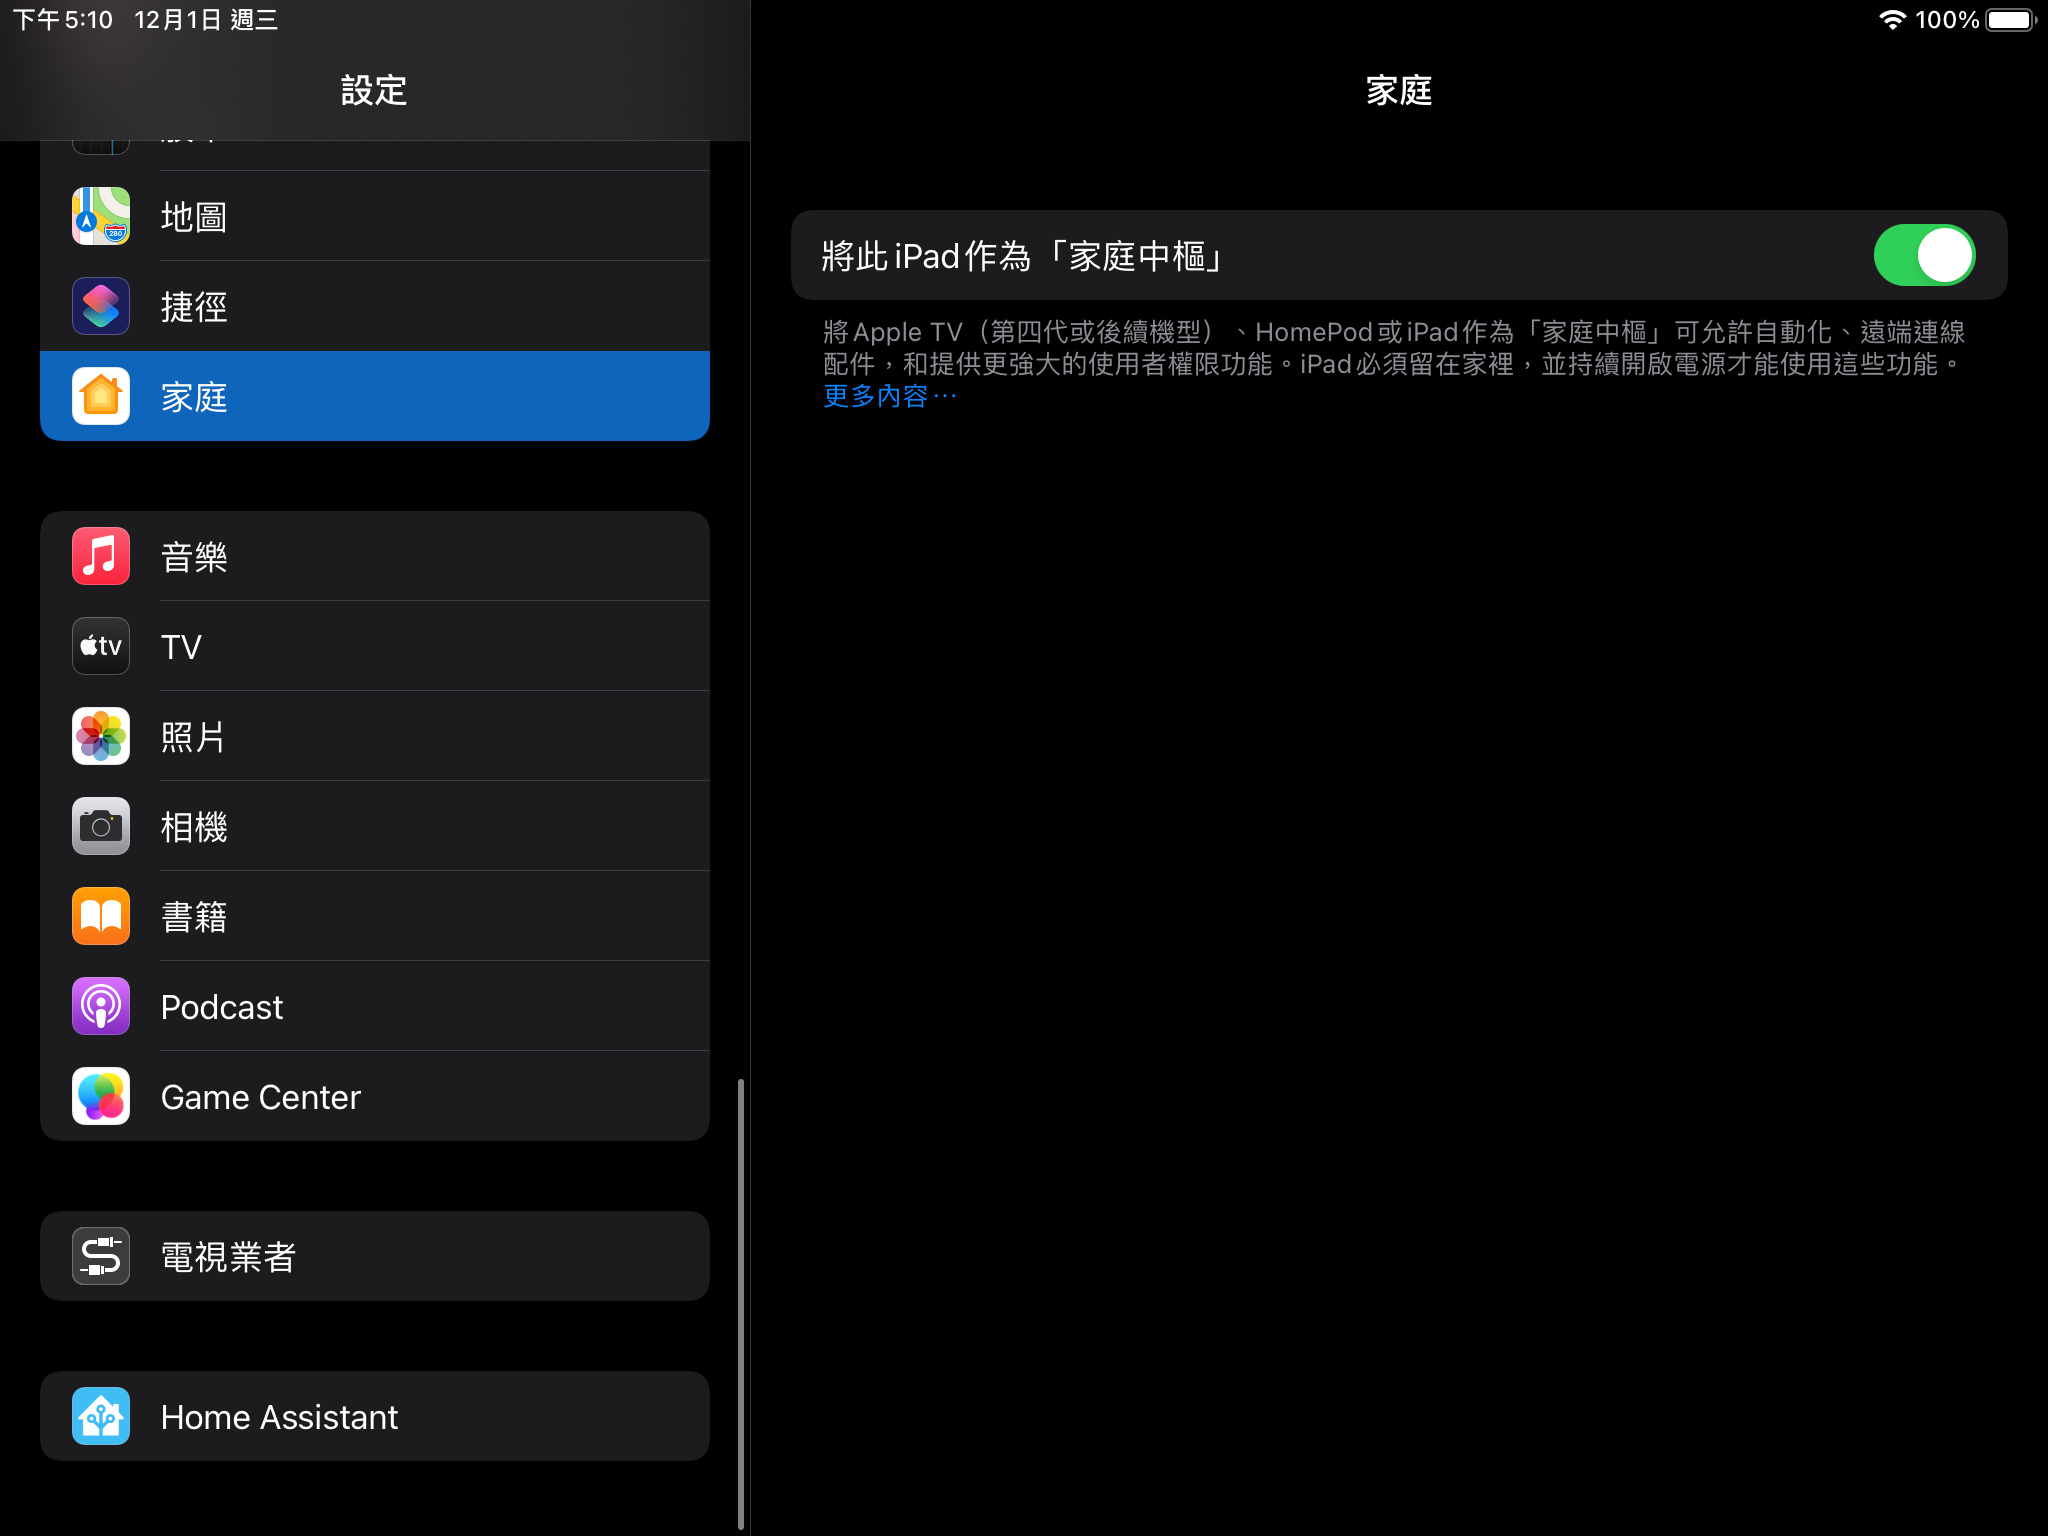 下午5:10 12月1日 週三
100%
設定
地圖
280
捷徑
家庭
音樂
tv
TV
照片
相機
書籍
Podcast
Game Center
電視業者
Home Assistant
家庭
將此 iPad 作為「家庭中樞」
將 Apple TV（第四代或後續機型）、HomePod 或 iPad 作為「家庭中樞」可允許自動化、遠端連線
配件，和提供更強大的使用者權限功能。iPad 必須留在家裡，並持續開啟電源才能使用這些功能。
更多內容⋯